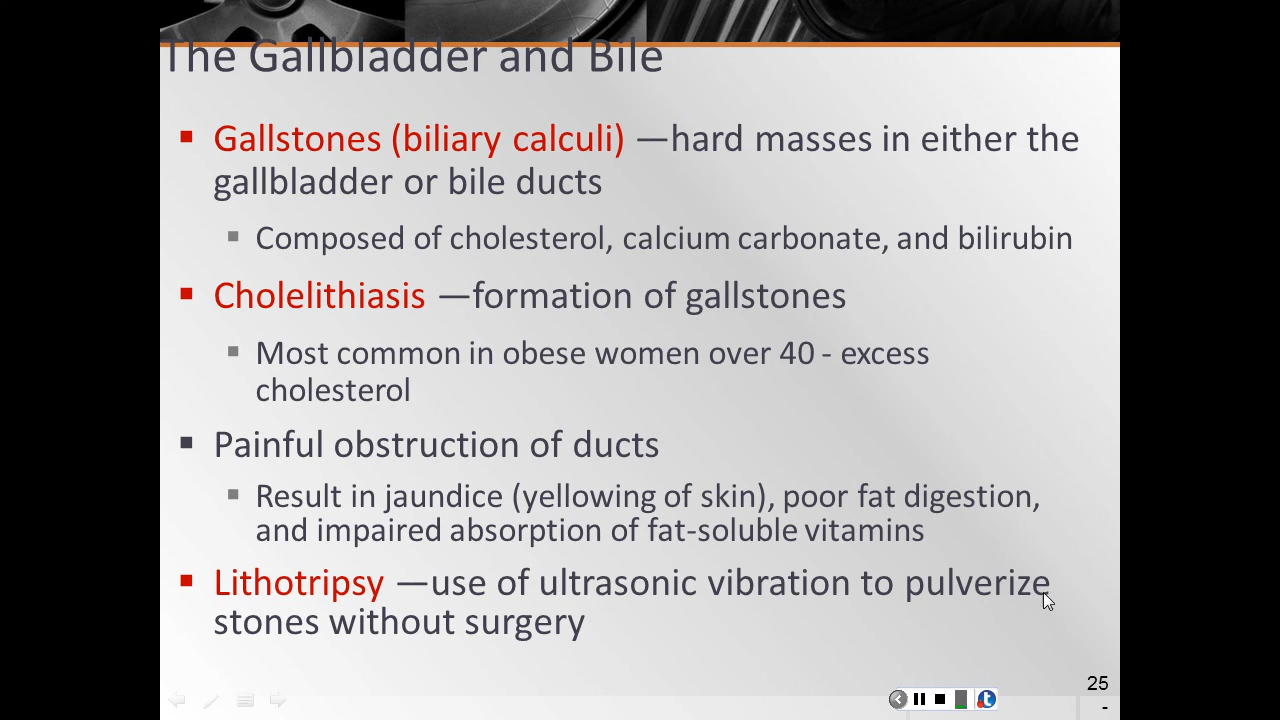 The Gallbladder and Bile
▪ Gallstones (biliary calculi) —hard masses in either the
gallbladder or bile ducts
▪ Composed of cholesterol, calcium carbonate, and bilirubin
▪ Cholelithiasis —formation of gallstones
▪ Most common in obese women over 40 - excess
cholesterol
▪ Painful obstruction of ducts
▪ Result in jaundice (yellowing of skin), poor fat digestion,
and impaired absorption of fat-soluble vitamins
▪ Lithotripsy —use of ultrasonic vibration to pulverize
stones without surgery
25
-
t